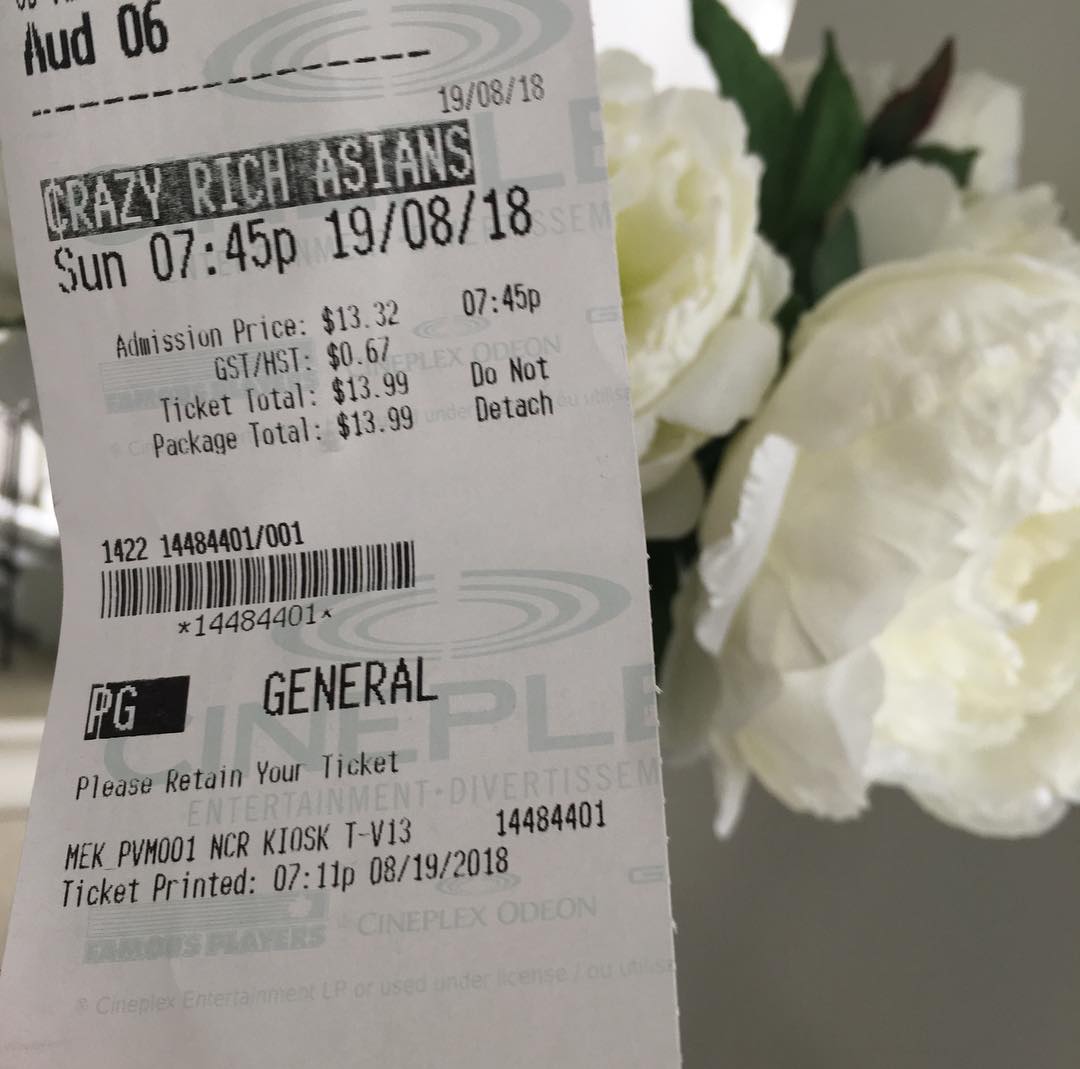 Aud 06
19/08/18
CRAZY RICH ASIANS
Sun 07:45p 19/08/18
Admission Price: $13.32 07:45p
GST/HST: $0.67
Ticket Total: $13.99 Do Not
Package Total: $13.99 Detach
1422 14484401/001
*14484401*
PG GENERAL
CINEPLE
Please Retain Your Ticket
ENTERTAINMENT·DIVERTISSEM
MEK_PVM001 NCR KIOSK T-V13 14484401
Ticket Printed: 07:11p 08/19/2018
FAMOUS PLAYERS CINEPLEX ODEON
® Cineplex Entertainment LP or used under license / ou utilisé